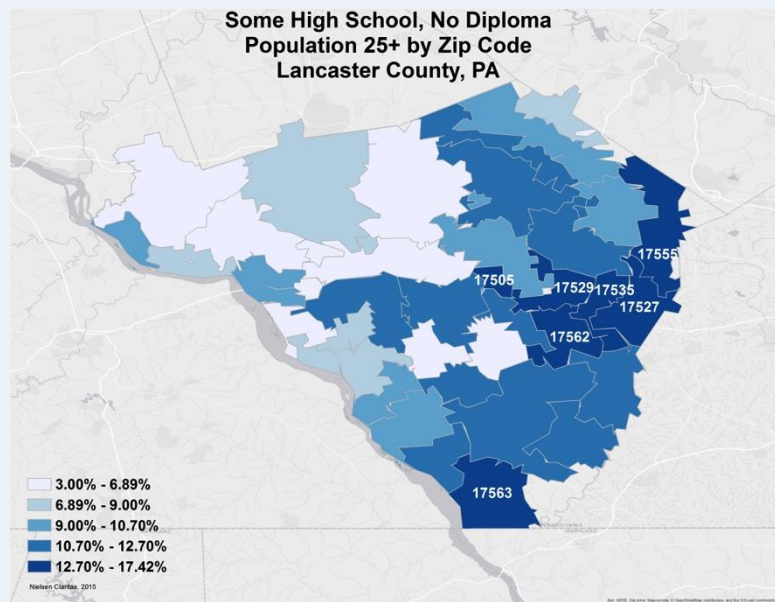 Some High School, No Diploma
Population 25+ by Zip Code
Lancaster County, PA
17555
17505
17529
17535
17527
17562
17563
3.00% - 6.89%
6.89% - 9.00%
9.00% - 10.70%
10.70% - 12.70%
12.70% - 17.42%
PENNSYLVANIA
MARYLAND
Nielsen Claritas, 2015